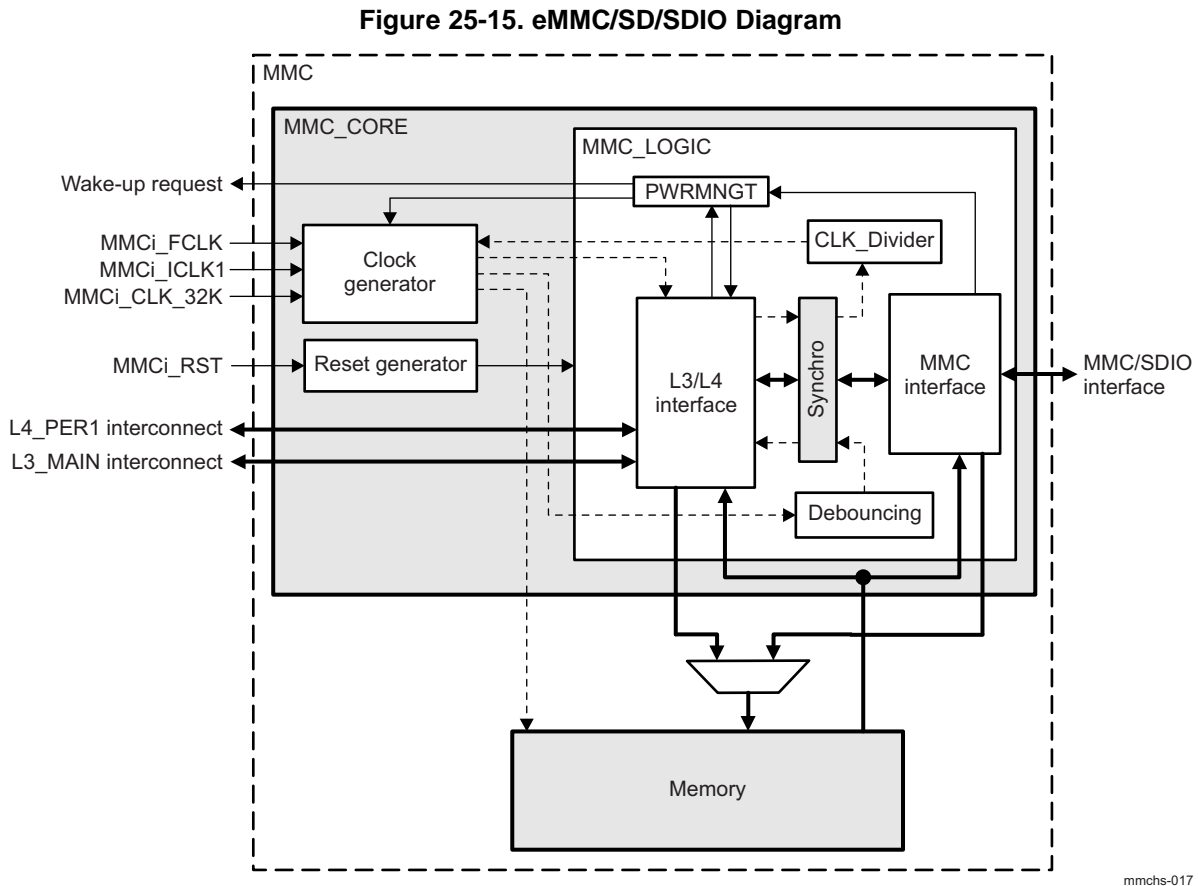 Figure 25-15. eMMC/SD/SDIO Diagram
MMC
MMC_CORE
MMC_LOGIC
Wake-up request
PWRMNGT
MMCi_FCLK
MMCi_ICLK1
MMCi_CLK_32K
Clock
generator
CLK_Divider
MMCi_RST
Reset generator
L3/L4
interface
Synchro
MMC
interface
MMC/SDIO
interface
L4_PER1 interconnect
L3_MAIN interconnect
Debouncing
Memory
mmchs-017